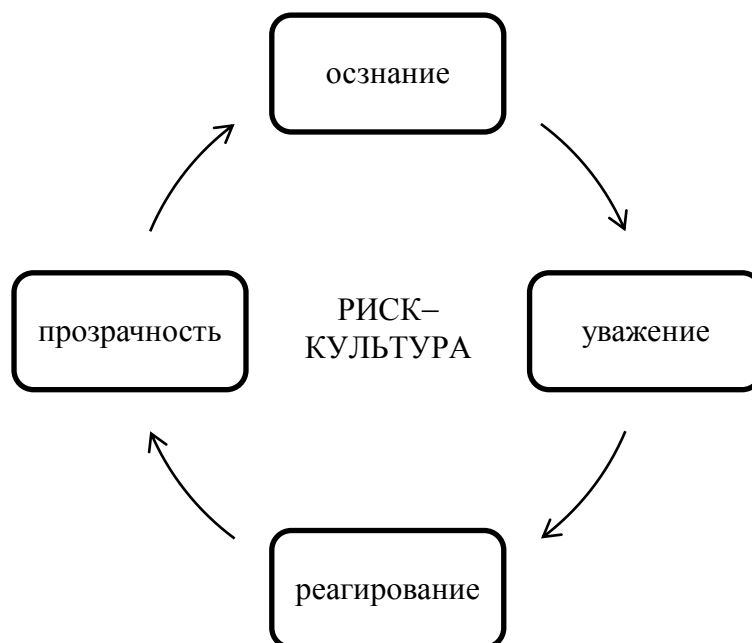 осзнание
прозрачность
РИСК–
КУЛЬТУРА
уважение
реагирование